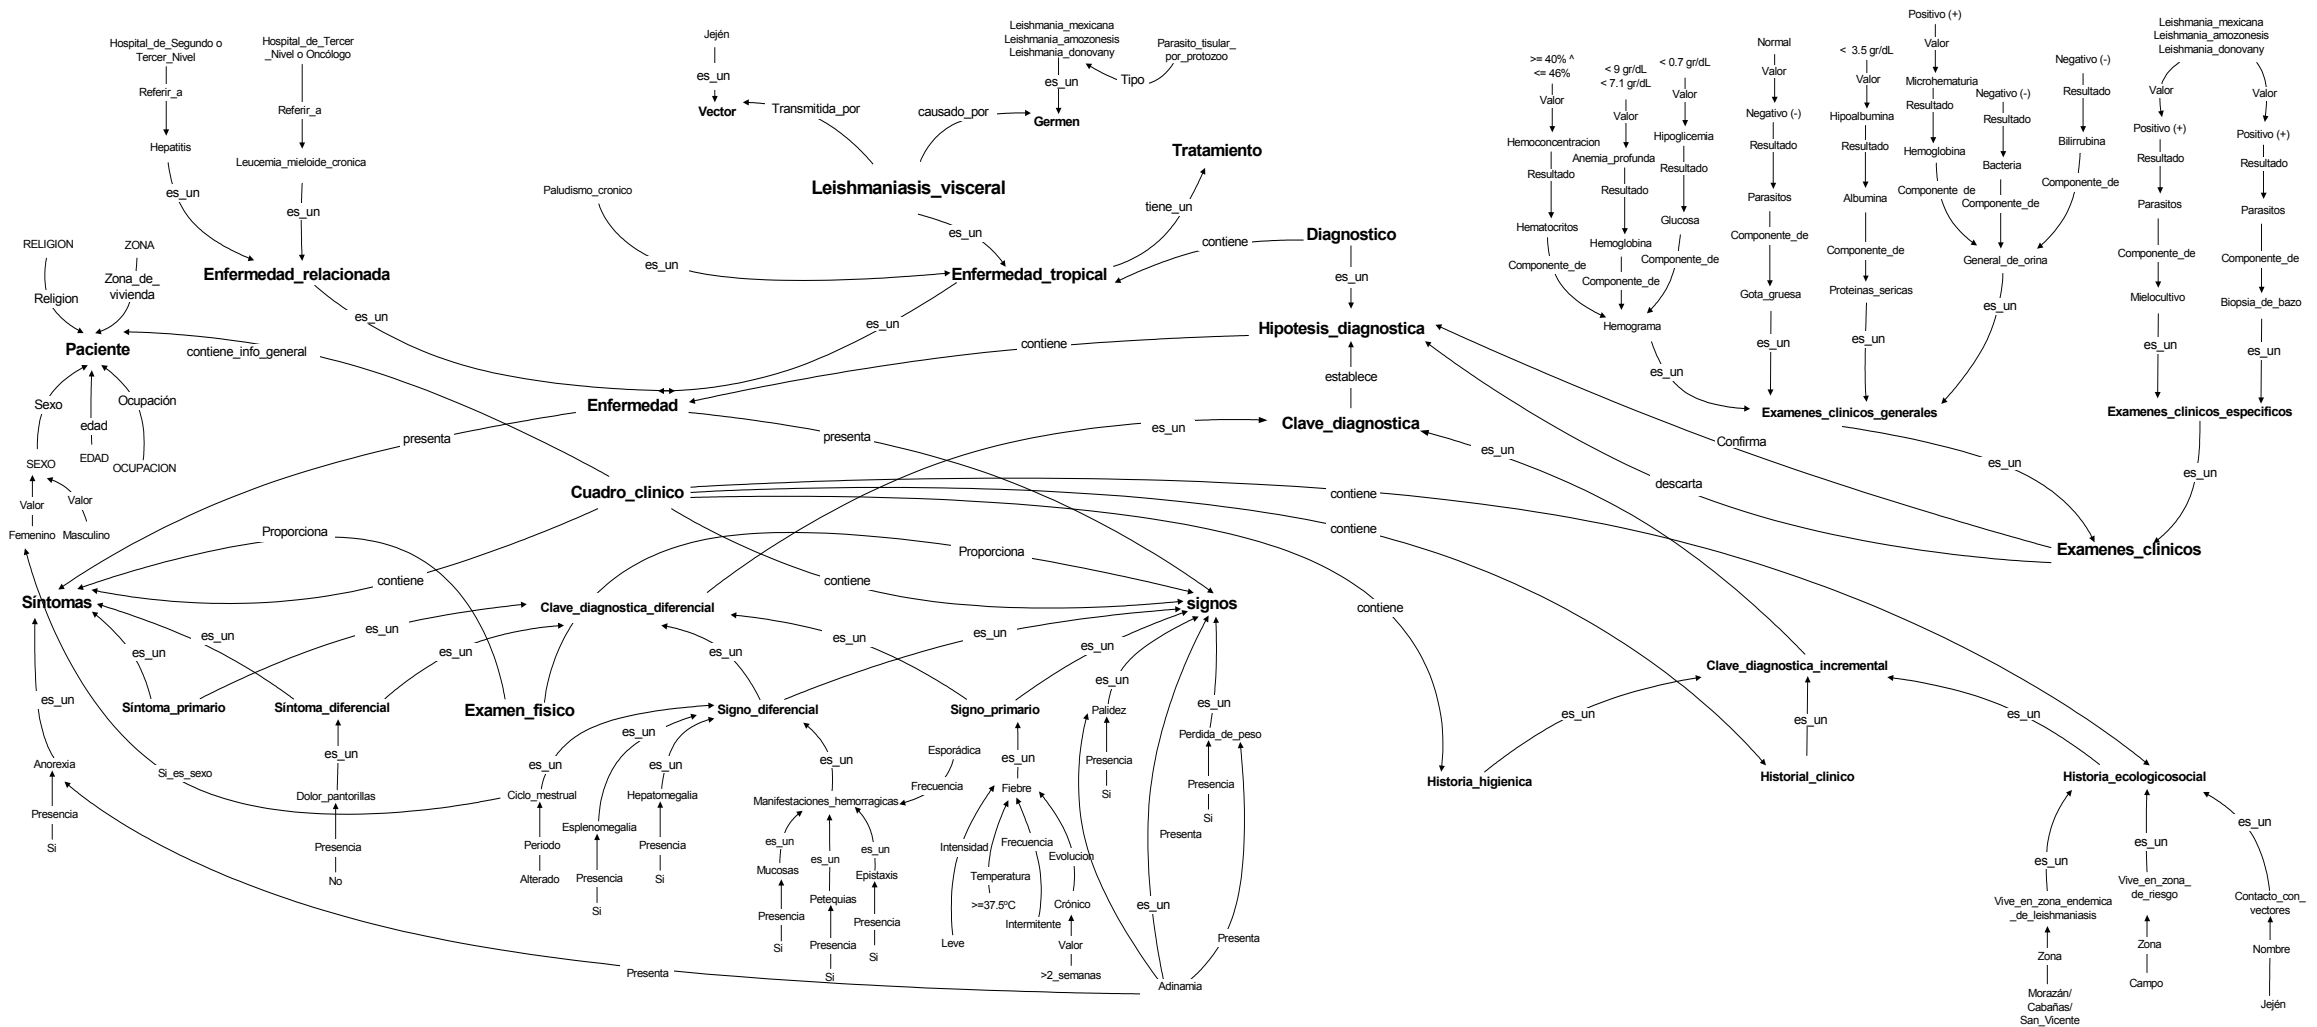 Hospital_de_Segundo o
Tercer_Nivel
Referir_a
Hepatitis
es_un
Hospital_de_Tercer
_Nivel o Oncólogo
Referir_a
Leucemia_mieloide_cronica
es_un
Enfermedad_relacionada
es_un
Jején
es_un
Vector
Transmitida_por
Leishmania_mexicana
Leishmania_amozonesis
Leishmania_donovany
es_un
Germen
Parasito_tisular_
por_protozoo
Tipo
causado_por
Leishmaniasis_visceral
es_un
Paludismo_cronico
es_un
Tratamiento
tiene_un
Enfermedad_tropical
es_un
contiene
Diagnostico
es_un
Hipotesis_diagnostica
contiene
establece
Clave_diagnostica
es_un
es_un
Enfermedad
presenta
presenta
RELIGION
Religion
ZONA
Zona_de_
vivienda
Paciente
contiene_info_general
Sexo
edad
Ocupación
SEXO
EDAD
OCUPACION
Valor
Valor
Femenino
Masculino
>= 40% ^
<= 46%
Valor
Hemoconcentracion
Resultado
Hematocritos
Componente_de
< 9 gr/dL
< 7.1 gr/dL
Valor
Anemia_profunda
Resultado
Hemoglobina
Componente_de
< 0.7 gr/dL
Valor
Hipoglicemia
Resultado
Glucosa
Componente_de
Hemograma
es_un
Normal
Valor
Negativo (-)
Resultado
Parasitos
Componente_de
Gota_gruesa
es_un
< 3.5 gr/dL
Valor
Hipoalbumina
Resultado
Albumina
Componente_de
Proteinas_sericas
es_un
Positivo (+)
Valor
Microhematuria
Resultado
Hemoglobina
Componente_de
Negativo (-)
Resultado
Bacteria
Componente_de
Negativo (-)
Resultado
Bilirrubina
Componente_de
General_de_orina
es_un
Leishmania_mexicana
Leishmania_amozonesis
Leishmania_donovany
Valor
Positivo (+)
Resultado
Parasitos
Componente_de
Mielocultivo
es_un
Valor
Positivo (+)
Resultado
Parasitos
Componente_de
Biopsia_de_bazo
es_un
Examenes_clinicos_generales
Examenes_clinicos_especificos
es_un
es_un
Confirma
descarta
Examenes_clinicos
Cuadro_clinico
contiene
contiene
contiene
contiene
contiene
Proporciona
Proporciona
Síntomas
Clave_diagnostica_diferencial
signos
es_un
es_un
es_un
es_un
es_un
es_un
es_un
es_un
es_un
es_un
es_un
Síntoma_primario
Síntoma_diferencial
Examen_fisico
Signo_diferencial
Signo_primario
Palidez
Perdida_de_peso
Anorexia
Presencia
Si
Si_es_sexo
es_un
Dolor_pantorillas
Presencia
No
es_un
Ciclo_mestrual
Periodo
Alterado
es_un
Esplenomegalia
Presencia
Si
es_un
Hepatomegalia
Presencia
Si
es_un
Manifestaciones_hemorragicas
Esporádica
Frecuencia
es_un
Mucosas
Presencia
Si
es_un
Petequias
Presencia
Si
es_un
Epistaxis
Presencia
Si
es_un
Fiebre
Intensidad
Leve
Temperatura
>=37.5ºC
Frecuencia
Intermitente
Evolucion
Crónico
Valor
>2_semanas
Presencia
Si
Presencia
Si
Presenta
es_un
Presenta
Presenta
Adinamia
Clave_diagnostica_incremental
es_un
es_un
es_un
Historia_higienica
Historial_clinico
Historia_ecologicosocial
es_un
Vive_en_zona_endemica
_de_leishmaniasis
Zona
Morazán/
Cabañas/
San_Vicente
es_un
Vive_en_zona_
de_riesgo
Zona
Campo
es_un
Contacto_con_
vectores
Nombre
Jején